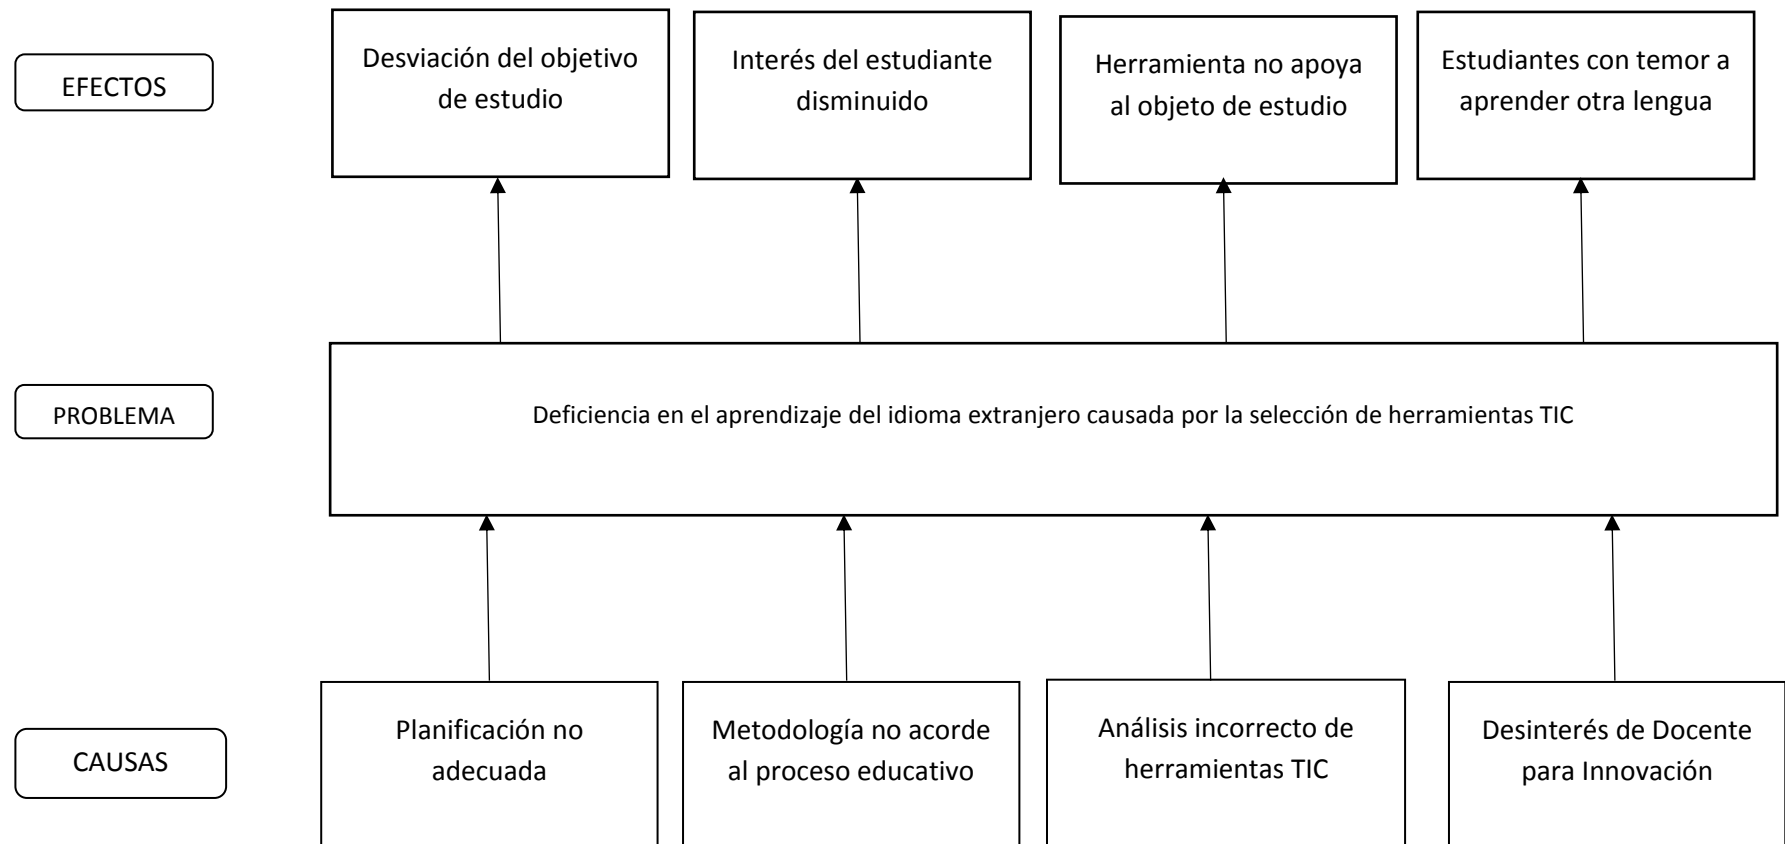 EFECTOS
Desviación del objetivo
de estudio
Interés del estudiante
disminuido
Herramienta no apoya
al objeto de estudio
Estudiantes con temor a
aprender otra lengua
PROBLEMA
Deficiencia en el aprendizaje del idioma extranjero causada por la selección de herramientas TIC
CAUSAS
Planificación no
adecuada
Metodología no acorde
al proceso educativo
Análisis incorrecto de
herramientas TIC
Desinterés de Docente
para Innovación